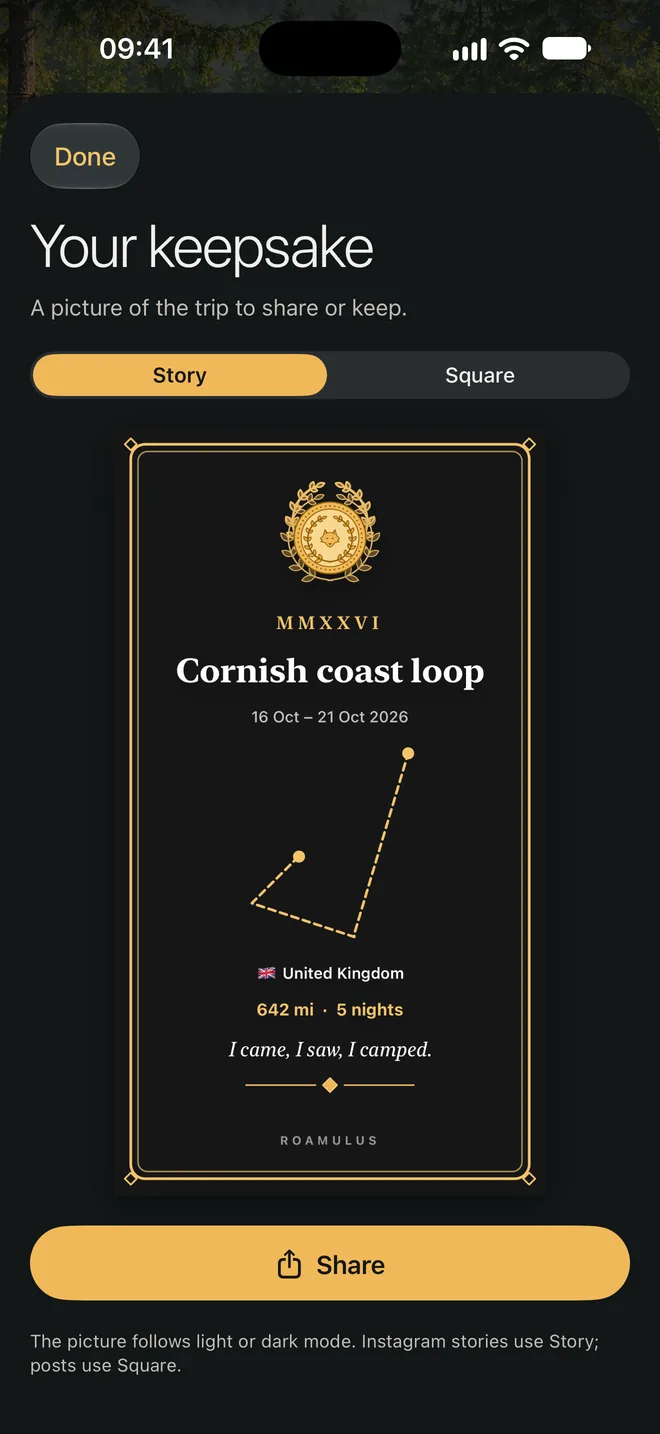 09:41
Done
Your keepsake
A picture of the trip to share or keep.
Story
Square
MMXXVI
Cornish coast loop
16 Oct – 21 Oct 2026
🇬🇧 United Kingdom
642 mi · 5 nights
I came, I saw, I camped.
ROAMULUS
Share
The picture follows light or dark mode. Instagram stories use Story;
posts use Square.